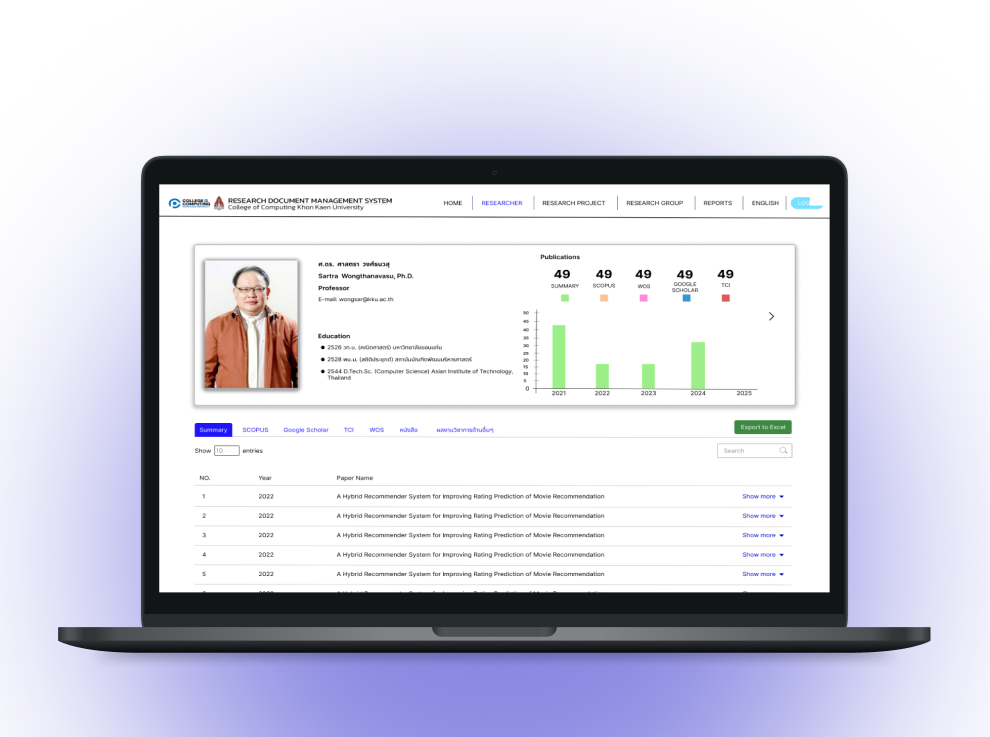 COLLEGE OF
COMPUTING
RESEARCH DOCUMENT MANAGEMENT SYSTEM
College of Computing Khon Kaen University
HOME
RESEARCHER
RESEARCH PROJECT
RESEARCH GROUP
REPORTS
ENGLISH
ศ.ดร. ศาสตรา วงศ์ธนวสุ
Sartra Wongthanavasu, Ph.D.
Professor
E-mail: wongsar@kku.ac.th
Education
2526 วท.บ. (คณิตศาสตร์) มหาวิทยาลัยขอนแก่น
2528 พบ.ม. (สถิติประยุกต์) สถาบันบัณฑิตพัฒนบริหารศาสตร์
2544 D.Tech.Sc. (Computer Science) Asian Institute of Technology,
Thailand
Publications
49 49 49 49 49
SUMMARY SCOPUS WOS GOOGLE SCHOLAR TCI
50
45
40
35
30
25
20
15
10
5
0
2021 2022 2023 2024 2025
Summary SCOPUS Google Scholar TCI WOS หนังสือ ผลงานวิชาการด้านอื่นๆ
Export to Excel
Show 10 entries
Search
NO. Year Paper Name
1 2022 A Hybrid Recommender System for Improving Rating Prediction of Movie Recommendation Show more
2 2022 A Hybrid Recommender System for Improving Rating Prediction of Movie Recommendation Show more
3 2022 A Hybrid Recommender System for Improving Rating Prediction of Movie Recommendation Show more
4 2022 A Hybrid Recommender System for Improving Rating Prediction of Movie Recommendation Show more
5 2022 A Hybrid Recommender System for Improving Rating Prediction of Movie Recommendation Show more